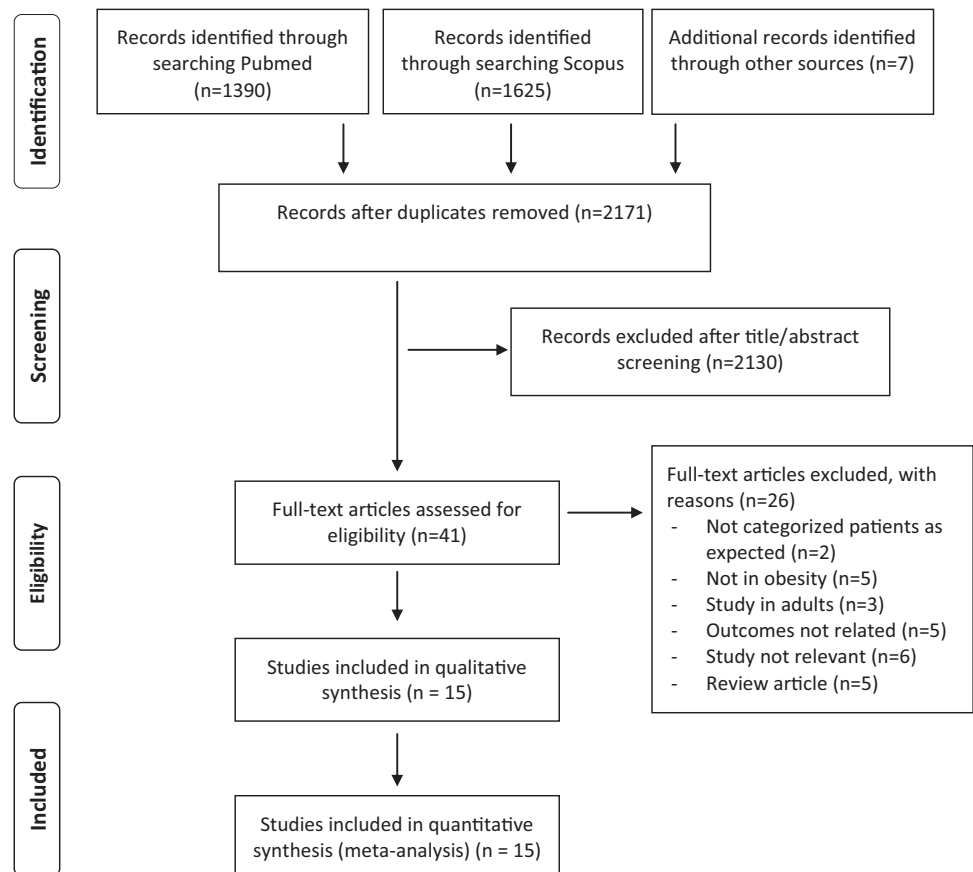 Identification
Records identified through
searching Pubmed
(n=1390)
Records identified
through searching Scopus
(n=1625)
Additional records identified
through other sources (n=7)
Records after duplicates removed (n=2171)
Screening
Records excluded after title/abstract
screening (n=2130)
Eligibility
Full-text articles assessed for
eligibility (n=41)
Full-text articles excluded, with
reasons (n=26)
- Not categorized patients as
expected (n=2)
- Not in obesity (n=5)
- Study in adults (n=3)
- Outcomes not related (n=5)
- Study not relevant (n=6)
- Review article (n=5)
Studies included in qualitative
synthesis (n = 15)
Included
Studies included in quantitative
synthesis (meta-analysis) (n = 15)